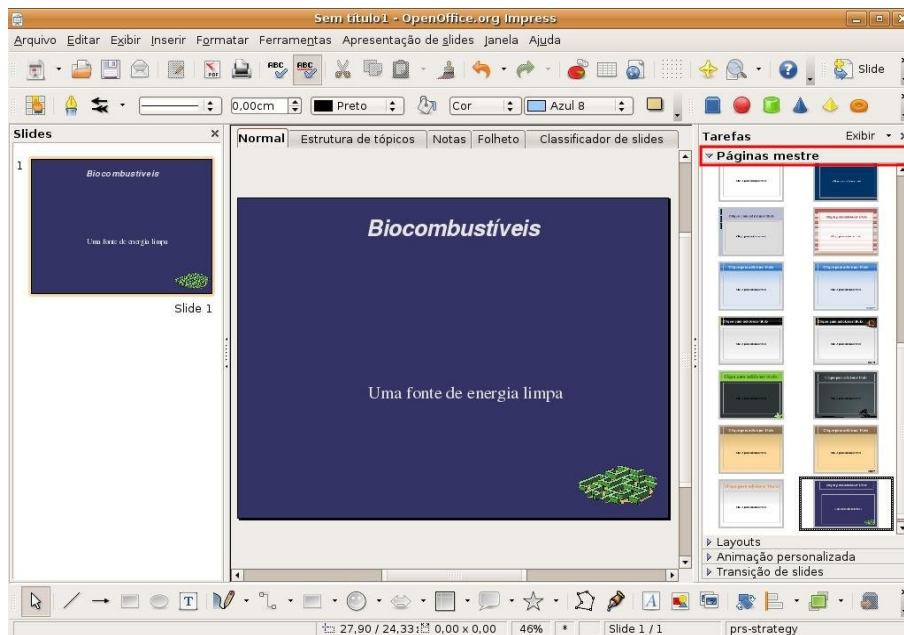 Sem título1 - OpenOffice.org Impress
Arquivo Editar Exibir Inserir Formatar Ferramentas Apresentação de slides Janela Ajuda
Slide
0,00cm Preto Cor Azul 8
Slides
Normal Estrutura de tópicos Notas Folheto Classificador de slides
Tarefas Exibir
Páginas mestre
1
Biocombustíveis
Uma fonte de energia limpa
Slide 1
Biocombustíveis
Uma fonte de energia limpa
Layouts
Animação personalizada
Transição de slides
27,90 / 24,33 0,00 x 0,00 46% * Slide 1 / 1 prs-strategy